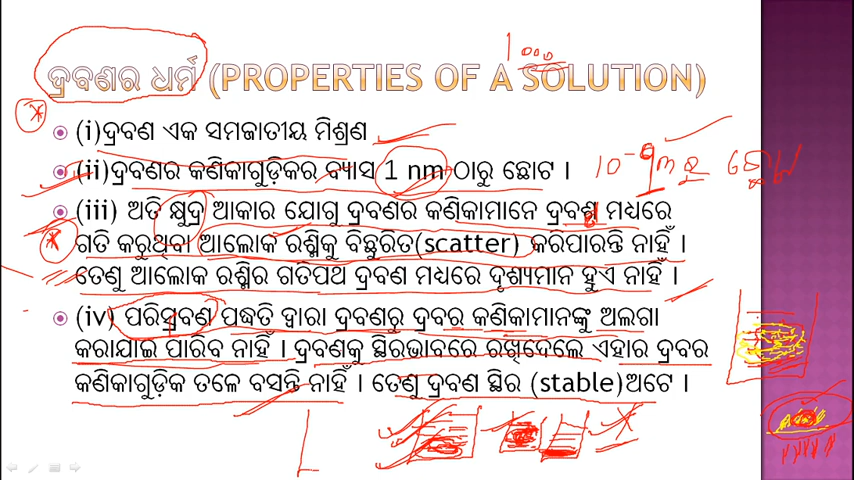 ଦ୍ରବଣର ଧର୍ମ (PROPERTIES OF A SOLUTION)
1000
(i)ଦ୍ରବଣ ଏକ ସମଜାତୀୟ ମିଶ୍ରଣ
(ii)ଦ୍ରବଣର କଣିକାଗୁଡ଼ିକର ବ୍ୟାସ 1 nm ଠାରୁ ଛୋଟ ।
10⁻⁹m ରୁ
(iii) ଅତି କ୍ଷୁଦ୍ର ଆକାର ଯୋଗୁ ଦ୍ରବଣର କଣିକାମାନେ ଦ୍ରବଣ ମଧ୍ୟରେ
ଗତି କରୁଥିବା ଆଲୋକ ରଶ୍ମିକୁ ବିଛୁରିତ(scatter) କରିପାରନ୍ତି ନାହିଁ ।
ତେଣୁ ଆଲୋକ ରଶ୍ମିର ଗତିପଥ ଦ୍ରବଣ ମଧ୍ୟରେ ଦୃଶ୍ୟମାନ ହୁଏ ନାହିଁ ।
(iv) ପରିସ୍ରବଣ ପଦ୍ଧତି ଦ୍ୱାରା ଦ୍ରବଣରୁ ଦ୍ରବର କଣିକାମାନଙ୍କୁ ଅଲଗା
କରାଯାଇ ପାରିବ ନାହିଁ । ଦ୍ରବଣକୁ ସ୍ଥିରଭାବରେ ରଖିଦେଲେ ଏହାର ଦ୍ରବର
କଣିକାଗୁଡ଼ିକ ତଳେ ବସନ୍ତି ନାହିଁ । ତେଣୁ ଦ୍ରବଣ ସ୍ଥିର (stable)ଅଟେ ।